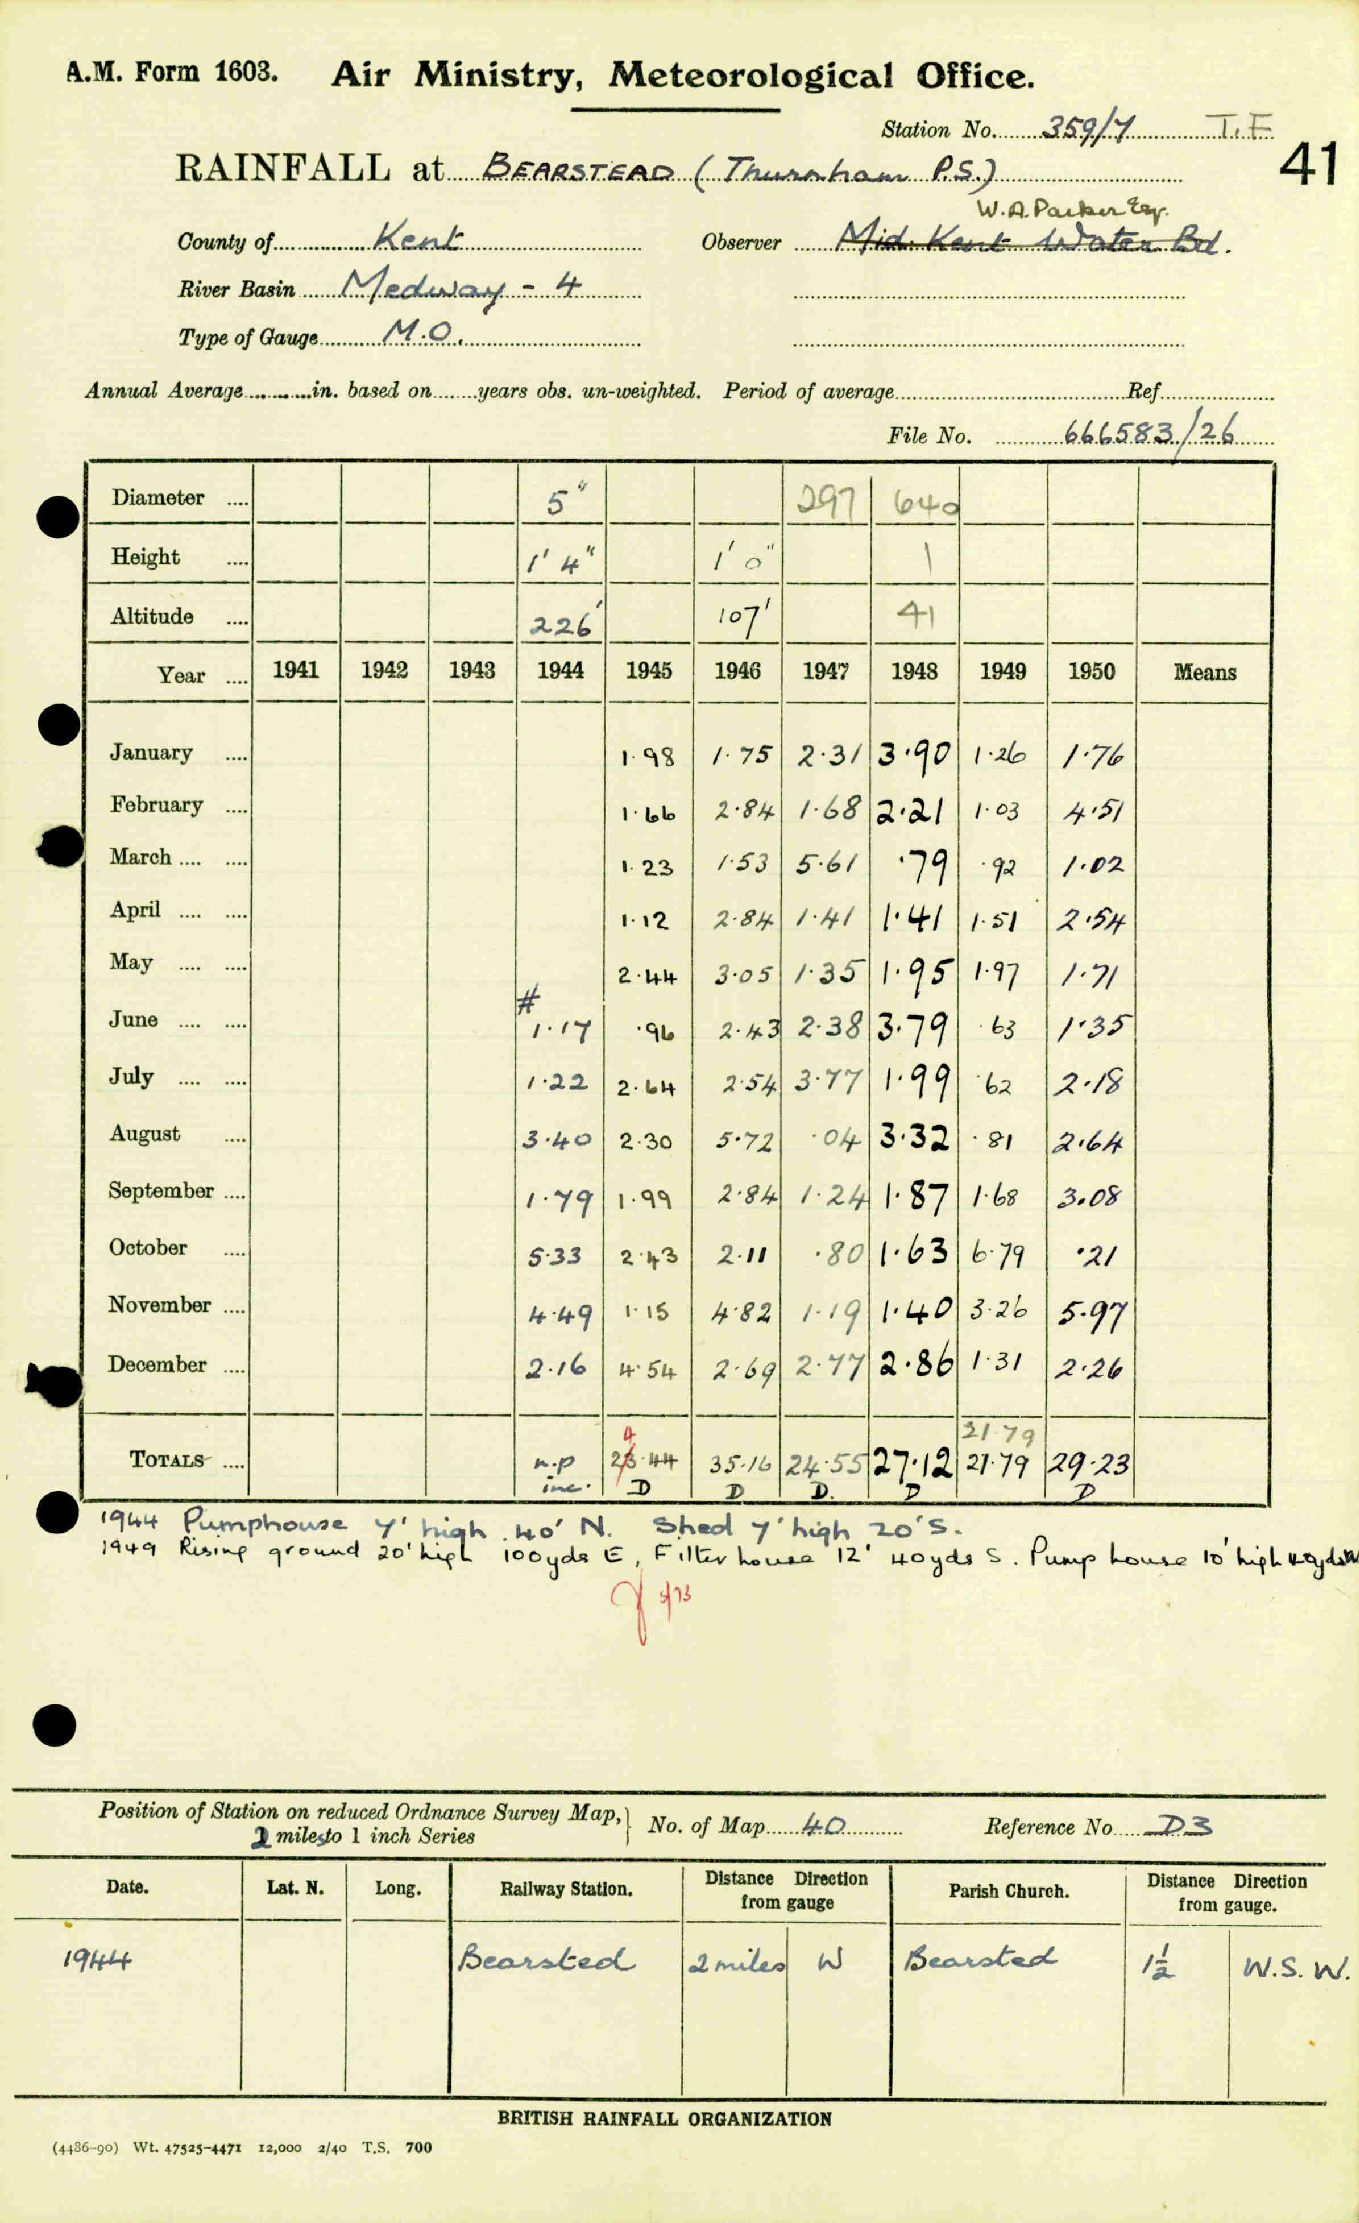 A.M. Form 1603. Air Ministry, Meteorological Office.
Station No. 359/7 T.F
41
RAINFALL at BEARSTEAD (Thurnham P.S.)
W.A. Parker Esq.
County of Kent Observer Mid. Kent Water Bd.
River Basin Medway - 4
Type of Gauge M.O.
Annual Average in. based on years obs. un-weighted. Period of average Ref
File No. 666583/26
Diameter 5" 297 640
Height 1' 4" 1' 0" 1
Altitude 226' 107' 41
Year 1941 1942 1943 1944 1945 1946 1947 1948 1949 1950 Means
January 1.98 1.75 2.31 3.90 1.26 1.76
February 1.66 2.84 1.68 2.21 1.03 4.51
March 1.23 1.53 5.61 .79 .92 1.02
April 1.12 2.84 1.41 1.41 1.51 2.54
May 2.44 3.05 1.35 1.95 1.97 1.71
#
June 1.17 .96 2.43 2.38 3.79 .63 1.35
July 1.22 2.64 2.54 3.77 1.99 .62 2.18
August 3.40 2.30 5.72 .04 3.32 .81 2.64
September 1.79 1.99 2.84 1.24 1.87 1.68 3.08
October 5.33 2.43 2.11 .80 1.63 6.79 .21
November 4.49 1.15 4.82 1.19 1.40 3.26 5.97
December 2.16 4.54 2.69 2.77 2.86 1.31 2.26
4 21.79
TOTALS n.p 23.44 35.16 24.55 27.12 21.79 29.23
inc. D D D. D D
1944 Pumphouse 7' high 40' N. Shed 7' high 20' S.
1949 Rising ground 20' high 100yds E, Filter house 12' 40yds S. Pump house 10' high 40yds W
5/73
Position of Station on reduced Ordnance Survey Map,
2 miles to 1 inch Series No. of Map 40 Reference No. D3
Date. Lat. N. Long. Railway Station. Distance Direction from gauge Parish Church. Distance Direction from gauge.
1944 Bearsted 2 miles W Bearsted 1½ W.S.W.
BRITISH RAINFALL ORGANIZATION
(4486-90) Wt. 47525-4471 12,000 2/40 T.S. 700